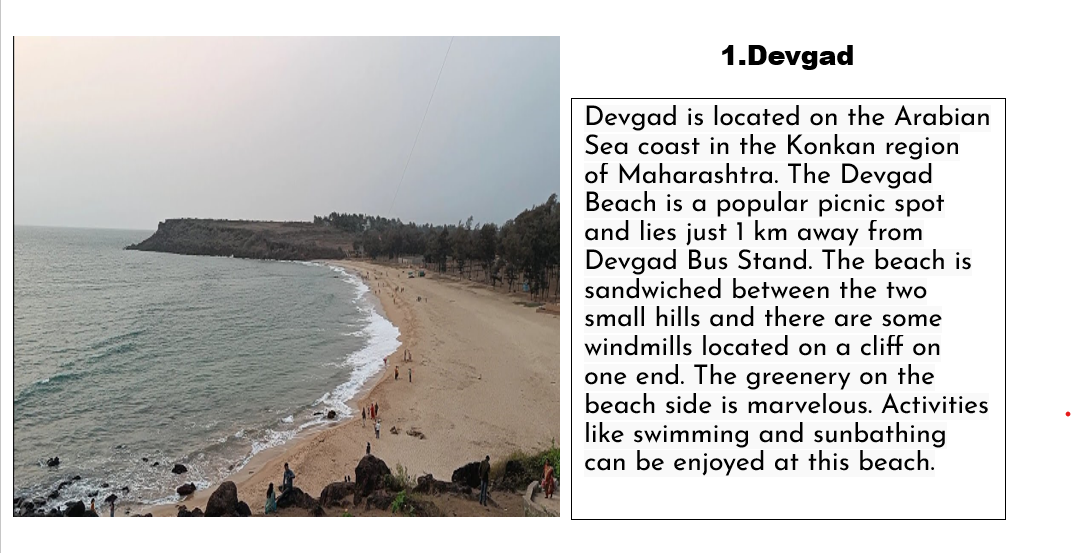 1.Devgad
Devgad is located on the Arabian
Sea coast in the Konkan region
of Maharashtra. The Devgad
Beach is a popular picnic spot
and lies just 1 km away from
Devgad Bus Stand. The beach is
sandwiched between the two
small hills and there are some
windmills located on a cliff on
one end. The greenery on the
beach side is marvelous. Activities
like swimming and sunbathing
can be enjoyed at this beach.